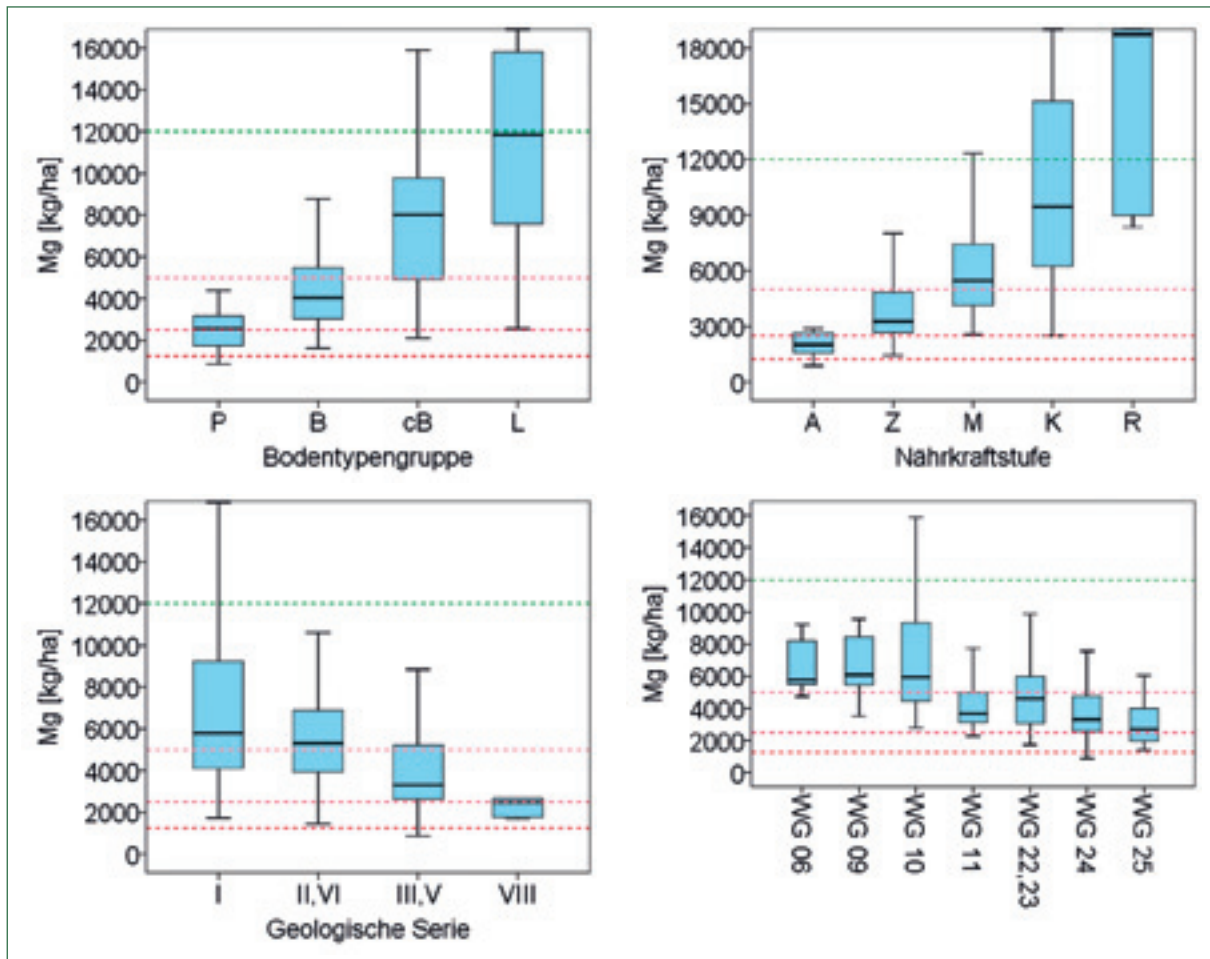 16000
14000
12000
10000
8000
6000
4000
2000
0
Mg [kg/ha]
P B cB L
Bodentypengruppe
18000
15000
12000
9000
6000
3000
0
Mg [kg/ha]
A Z M K R
Nährkraftstufe
16000
14000
12000
10000
8000
6000
4000
2000
0
Mg [kg/ha]
I II,VI III,V VIII
Geologische Serie
16000
14000
12000
10000
8000
6000
4000
2000
0
Mg [kg/ha]
WG 06
WG 09
WG 10
WG 11
WG 22,23
WG 24
WG 25